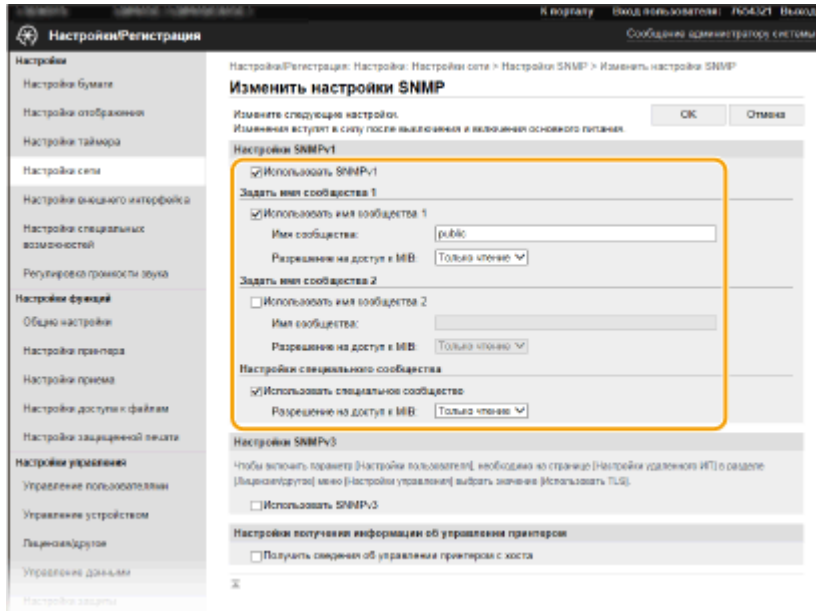 К порталу Вход пользователя: 7654321 Выход
Настройки/Регистрация
Сообщение администратору системы
Настройки
Настройки бумаги
Настройки отображения
Настройки таймера
Настройки сети
Настройки внешнего интерфейса
Настройки специальных
возможностей
Регулировка громкости звука
Настройки функций
Общие настройки
Настройки принтера
Настройки приема
Настройки доступа к файлам
Настройки защищенной печати
Настройки управления
Управление пользователями
Управление устройством
Лицензия/другое
Управление данными
Настройки защиты
Настройки/Регистрация: Настройки: Настройки сети > Настройки SNMP > Изменить настройки SNMP
Изменить настройки SNMP
Измените следующие настройки.
Изменения вступят в силу после выключения и включения основного питания.
OK Отмена
Настройки SNMPv1
Использовать SNMPv1
Задать имя сообщества 1
Использовать имя сообщества 1
Имя сообщества: public
Разрешение на доступ к MIB: Только чтение
Задать имя сообщества 2
Использовать имя сообщества 2
Имя сообщества:
Разрешение на доступ к MIB: Только чтение
Настройки специального сообщества
Использовать специальное сообщество
Разрешение на доступ к MIB: Только чтение
Настройки SNMPv3
Чтобы включить параметр [Настройки пользователя], необходимо на странице [Настройки удаленного ИП] в разделе
[Лицензия/другое] меню [Настройки управления] выбрать значение [Использовать TLS].
Использовать SNMPv3
Настройки получения информации об управлении принтером
Получить сведения об управлении принтером с хоста